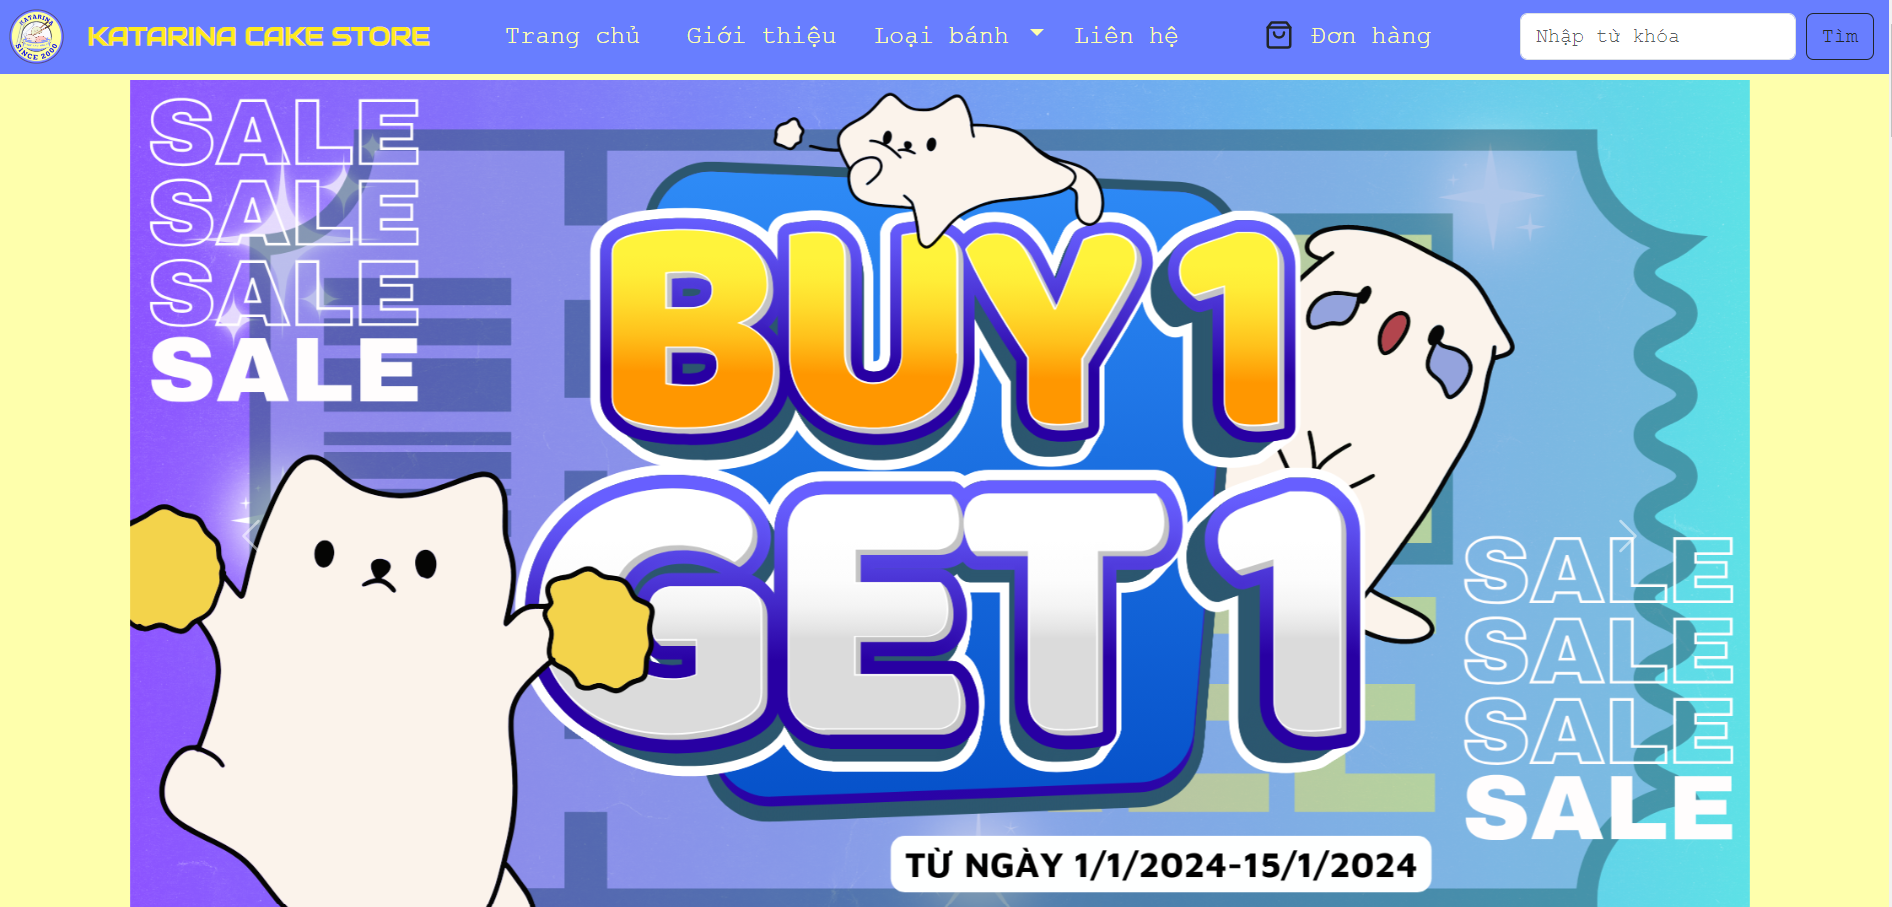 KATARINA
SINCE 2000
KATARINA CAKE STORE
Trang chủ
Giới thiệu
Loại bánh
Liên hệ
Đơn hàng
Nhập từ khóa
Tìm
SALE
SALE
SALE
SALE
BUY 1
GET 1
SALE
SALE
SALE
SALE
TỪ NGÀY 1/1/2024-15/1/2024